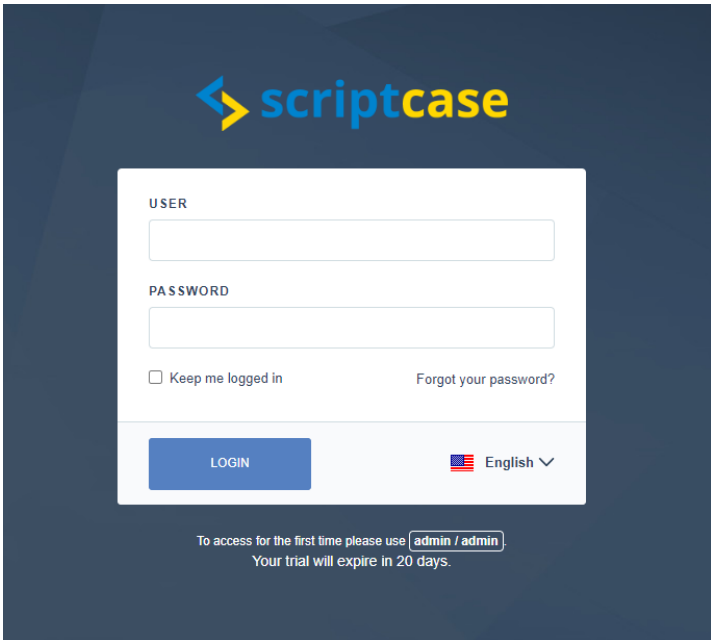 scriptcase
USER
PASSWORD
Keep me logged in
Forgot your password?
LOGIN
English
To access for the first time please use admin / admin.
Your trial will expire in 20 days.